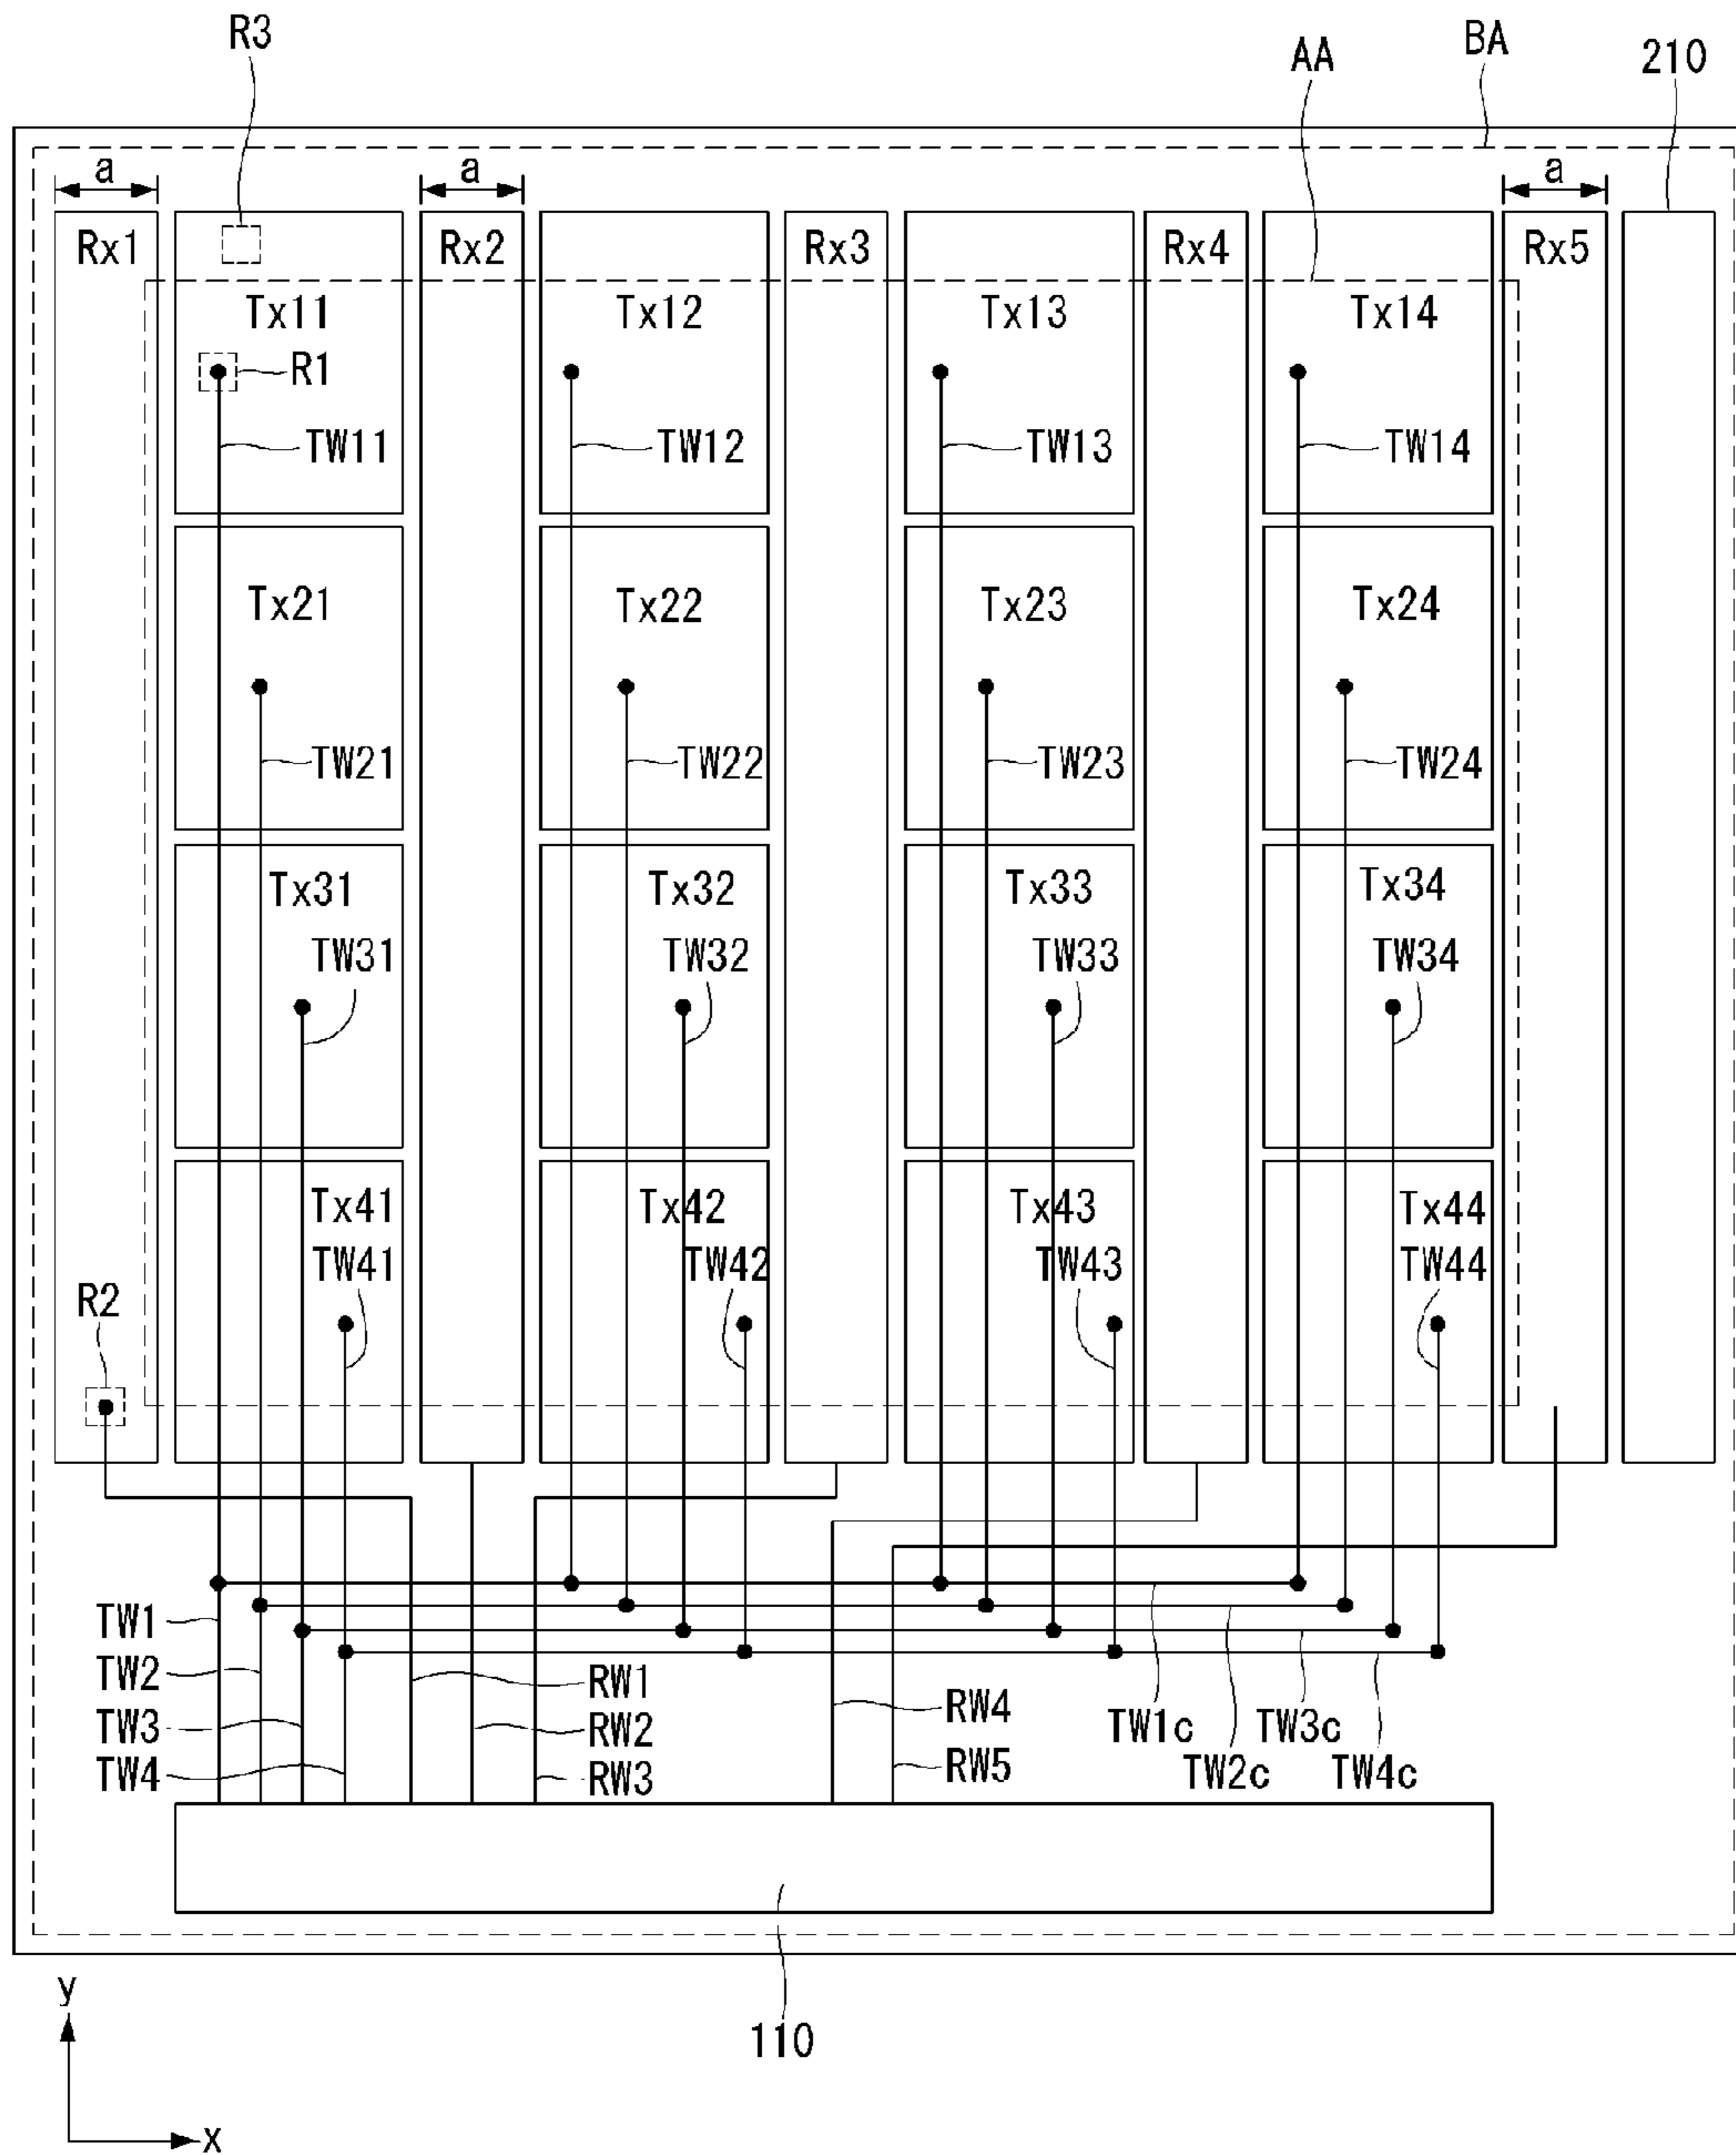 R3
AA
BA
210
a
a
a
Rx1
Rx2
Rx3
Rx4
Rx5
Tx11
Tx12
Tx13
Tx14
R1
TW11
TW12
TW13
TW14
Tx21
Tx22
Tx23
Tx24
TW21
TW22
TW23
TW24
Tx31
Tx32
Tx33
Tx34
TW31
TW32
TW33
TW34
Tx41
Tx42
Tx43
Tx44
TW41
TW42
TW43
TW44
R2
TW1
TW2
TW3
TW4
RW1
RW2
RW3
RW4
RW5
TW1c
TW3c
TW2c
TW4c
y
x
110